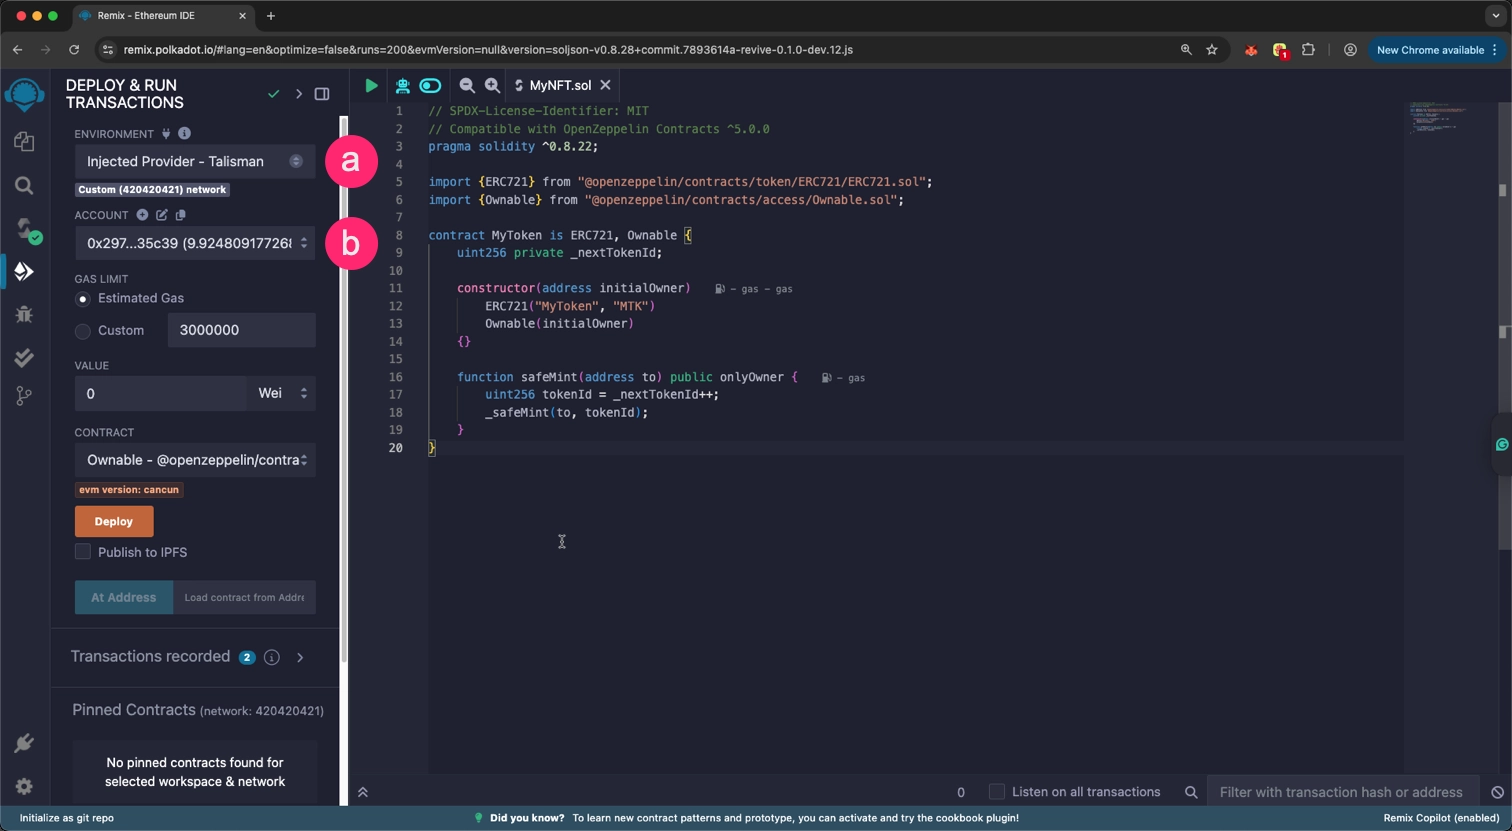 Remix - Ethereum IDE
remix.polkadot.io/#lang=en&optimize=false&runs=200&evmVersion=null&version=soljson-v0.8.28+commit.7893614a-revive-0.1.0-dev.12.js
1
New Chrome available
DEPLOY & RUN
TRANSACTIONS
ENVIRONMENT
Injected Provider - Talisman
a
Custom (420420421) network
ACCOUNT
0x297...35c39 (9.924809177268
b
GAS LIMIT
Estimated Gas
Custom
3000000
VALUE
0
Wei
CONTRACT
Ownable - @openzeppelin/contra
evm version: cancun
Deploy
Publish to IPFS
At Address
Load contract from Addre
Transactions recorded 2
Pinned Contracts (network: 420420421)
No pinned contracts found for
selected workspace & network
MyNFT.sol
1 // SPDX-License-Identifier: MIT
2 // Compatible with OpenZeppelin Contracts ^5.0.0
3 pragma solidity ^0.8.22;
4
5 import {ERC721} from "@openzeppelin/contracts/token/ERC721/ERC721.sol";
6 import {Ownable} from "@openzeppelin/contracts/access/Ownable.sol";
7
8 contract MyToken is ERC721, Ownable {
9 uint256 private _nextTokenId;
10
11 constructor(address initialOwner) - gas - gas
12 ERC721("MyToken", "MTK")
13 Ownable(initialOwner)
14 {}
15
16 function safeMint(address to) public onlyOwner { - gas
17 uint256 tokenId = _nextTokenId++;
18 _safeMint(to, tokenId);
19 }
20 }
0
Listen on all transactions
Filter with transaction hash or address
Initialize as git repo
Did you know? To learn new contract patterns and prototype, you can activate and try the cookbook plugin!
Remix Copilot (enabled)